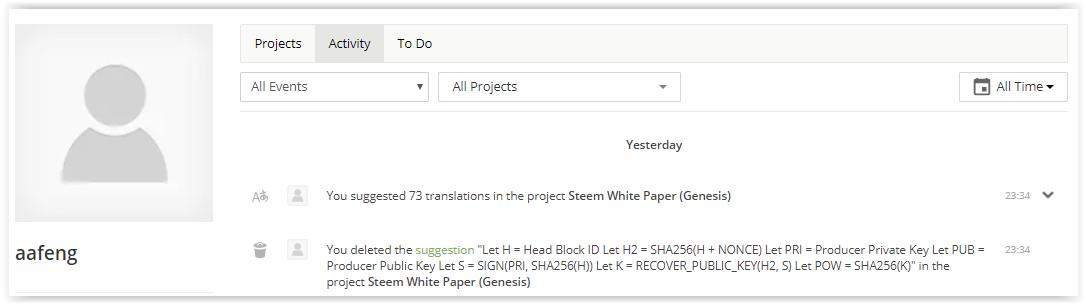 Projects Activity To Do
All Events All Projects All Time
Yesterday
You suggested 73 translations in the project Steem White Paper (Genesis) 23:34
aafeng
You deleted the suggestion "Let H = Head Block ID Let H2 = SHA256(H + NONCE) Let PRI = Producer Private Key Let PUB = 23:34
Producer Public Key Let S = SIGN(PRI, SHA256(H)) Let K = RECOVER_PUBLIC_KEY(H2, S) Let POW = SHA256(K)" in the
project Steem White Paper (Genesis)